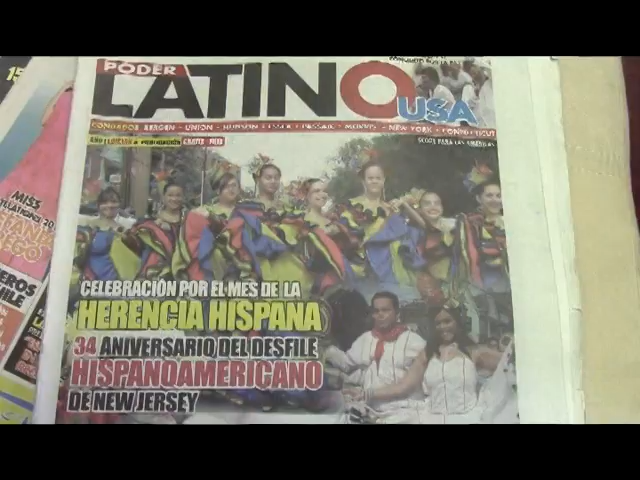 15
PODER
LATINO
USA
CONDADOS BERGEN - UNION - HUDSON - ESSEX - PASSAIC - MORRIS - NEW YORK - CONNECTICUT
CELEBRACIÓN POR EL MES DE LA
HERENCIA HISPANA
34 ANIVERSARIO DEL DESFILE
HISPANOAMERICANO
DE NEW JERSEY
MISS